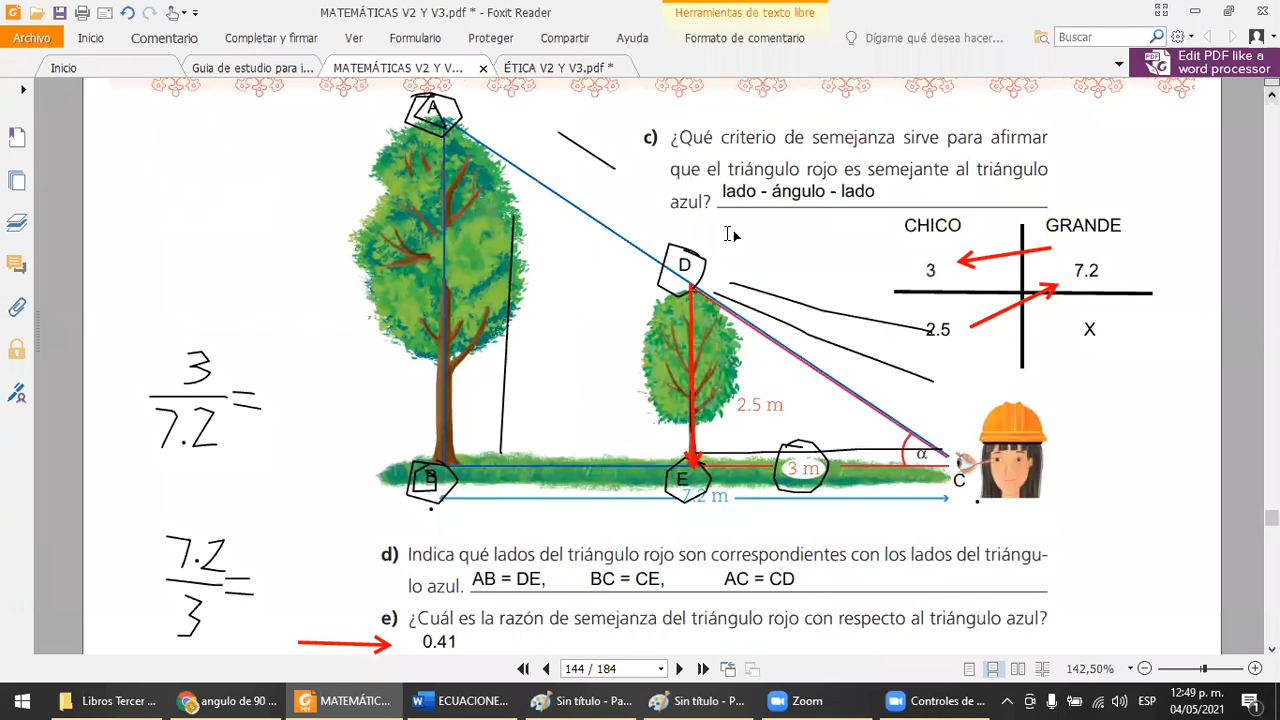 MATEMÁTICAS V2 Y V3.pdf * - Foxit Reader
Herramientas de texto libre
Archivo Inicio Comentario Completar y firmar Ver Formulario Proteger Compartir Ayuda Formato de comentario Dígame qué desea hacer... Buscar
Inicio Guia de estudio para i... MATEMÁTICAS V2 Y V... × ÉTICA V2 Y V3.pdf *
Edit PDF like a
word processor
A
c) ¿Qué criterio de semejanza sirve para afirmar
que el triángulo rojo es semejante al triángulo
azul? lado - ángulo - lado
CHICO GRANDE
3 7.2
2.5 X
D
2.5 m
3
7.2 =
α
B E 3 m C
7.2 m
7.2
3 =
d) Indica qué lados del triángulo rojo son correspondientes con los lados del triángu-
lo azul. AB = DE, BC = CE, AC = CD
e) ¿Cuál es la razón de semejanza del triángulo rojo con respecto al triángulo azul?
0.41
144 / 184
142,50%
Libros Tercer ... angulo de 90 ... MATEMÁTIC... ECUACIONE... Sin título - Pa... Sin título - P... Zoom Controles de ... ESP
12:49 p. m.
04/05/2021